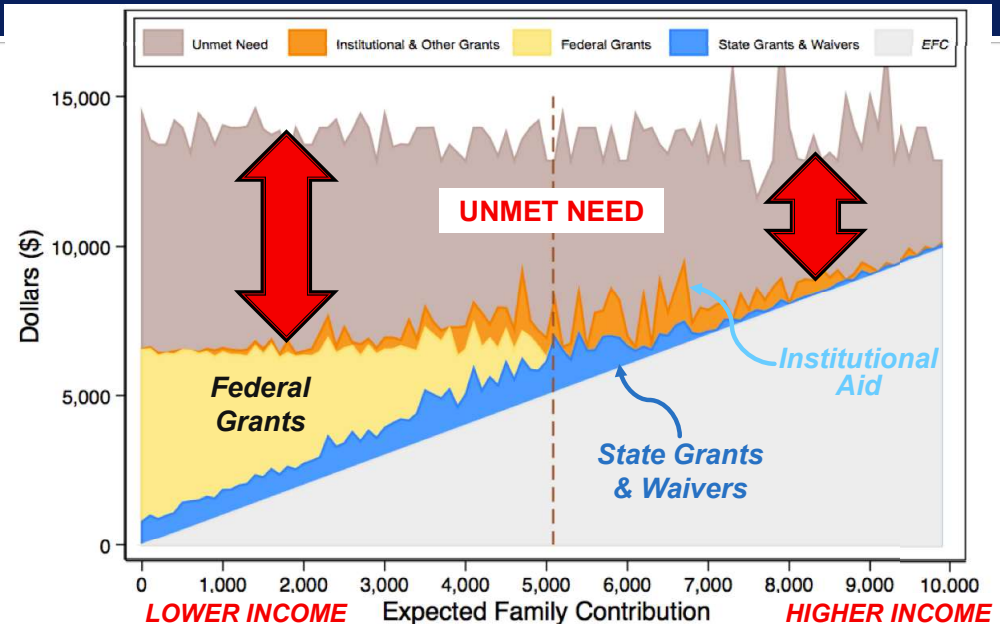 Unmet Need Institutional & Other Grants Federal Grants State Grants & Waivers EFC
15,000
10,000
5,000
0
Dollars ($)
UNMET NEED
Federal
Grants
Institutional
Aid
State Grants
& Waivers
0 1,000 2,000 3,000 4,000 5,000 6,000 7,000 8,000 9,000 10.000
LOWER INCOME Expected Family Contribution HIGHER INCOME